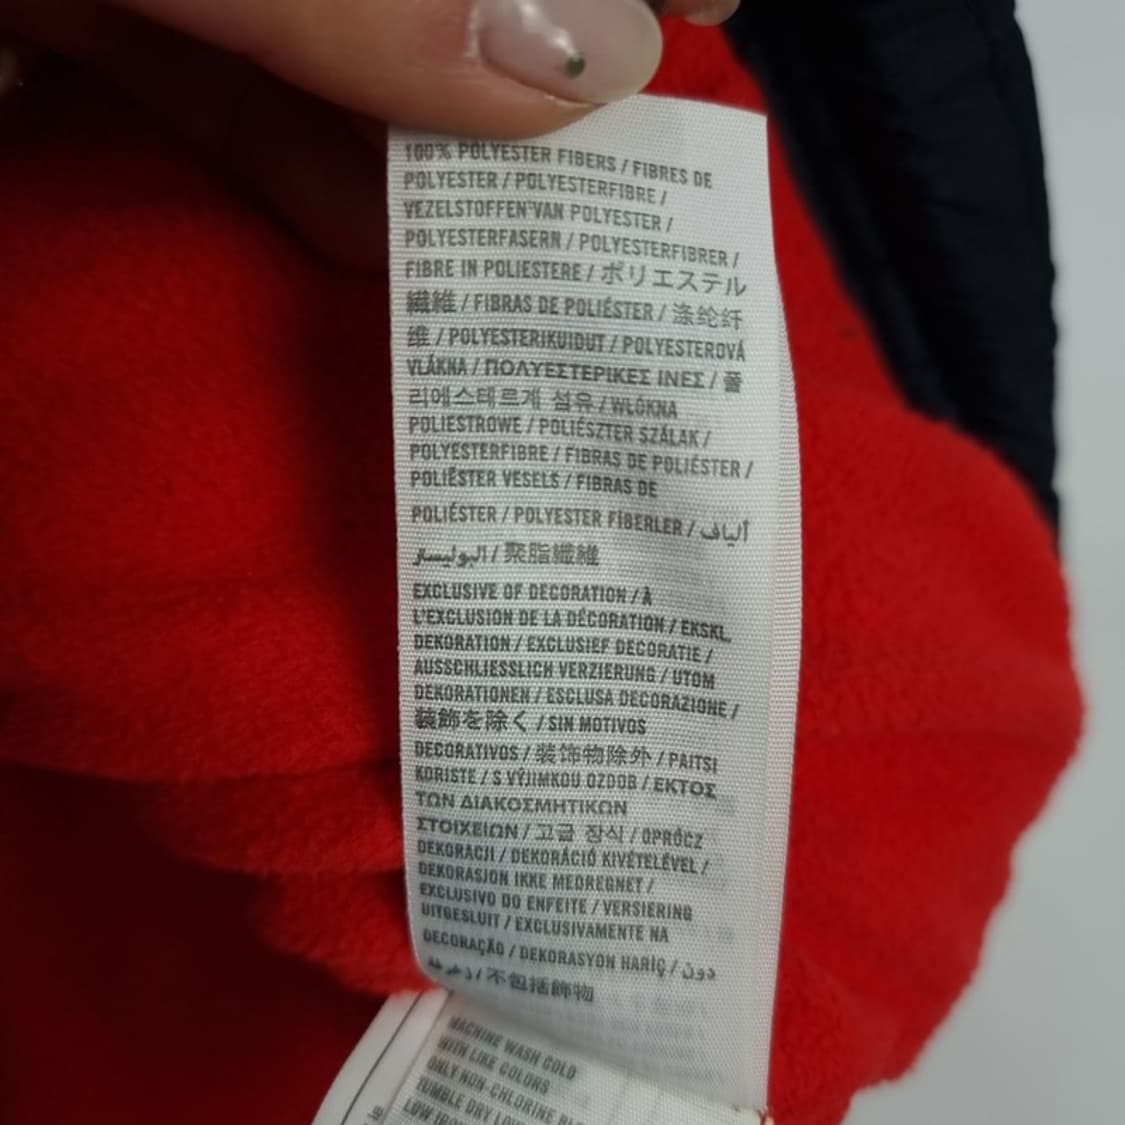 100% POLYESTER FIBERS / FIBRES DE
POLYESTER / POLYESTERFIBRE /
VEZELSTOFFEN VAN POLYESTER /
POLYESTERFASERN / POLYESTERFIBRER /
FIBRE IN POLIESTERE / ポリエステル
繊維 / FIBRAS DE POLIÉSTER / 涤纶纤
维 / POLYESTERIKUIDUT / POLYESTEROVÁ
VLÁKNA / ΠΟΛΥΕΣΤΕΡΙΚΕΣ ΙΝΕΣ / 폴
리에스테르계 섬유 / WŁÓKNA
POLIESTROWE / POLIÉSZTER SZÁLAK /
POLYESTERFIBRE / FIBRAS DE POLIÉSTER /
POLIĒSTER VESELS / FIBRAS DE
POLIÉSTER / POLYESTER FİBERLER / ألياف
البوليستر / 聚脂纖維
EXCLUSIVE OF DECORATION / À
L'EXCLUSION DE LA DÉCORATION / EKSKL.
DEKORATION / EXCLUSIEF DECORATIE /
AUSSCHLIESSLICH VERZIERUNG / UTOM
DEKORATIONEN / ESCLUSA DECORAZIONE /
装飾を除く / SIN MOTIVOS
DECORATIVOS / 装饰物除外 / PAITSI
KORISTE / S VÝJIMKOU OZDOB / ΕΚΤΟΣ
ΤΩΝ ΔΙΑΚΟΣΜΗΤΙΚΩΝ
ΣΤΟΙΧΕΙΩΝ / 고급 장식 / OPRÓCZ
DEKORACJI / DEKORÁCIÓ KIVÉTELÉVEL /
DEKORASJON IKKE MEDREGNET /
EXCLUSIVO DO ENFEITE / VERSIERING
UITGESLUIT / EXCLUSIVAMENTE NA
DECORAÇÃO / DEKORASYON HARİÇ / دون
زخرفة / 不包括飾物
MACHINE WASH COLD
WITH LIKE COLORS
ONLY NON-CHLORINE
TUMBLE DRY LOW
LOW